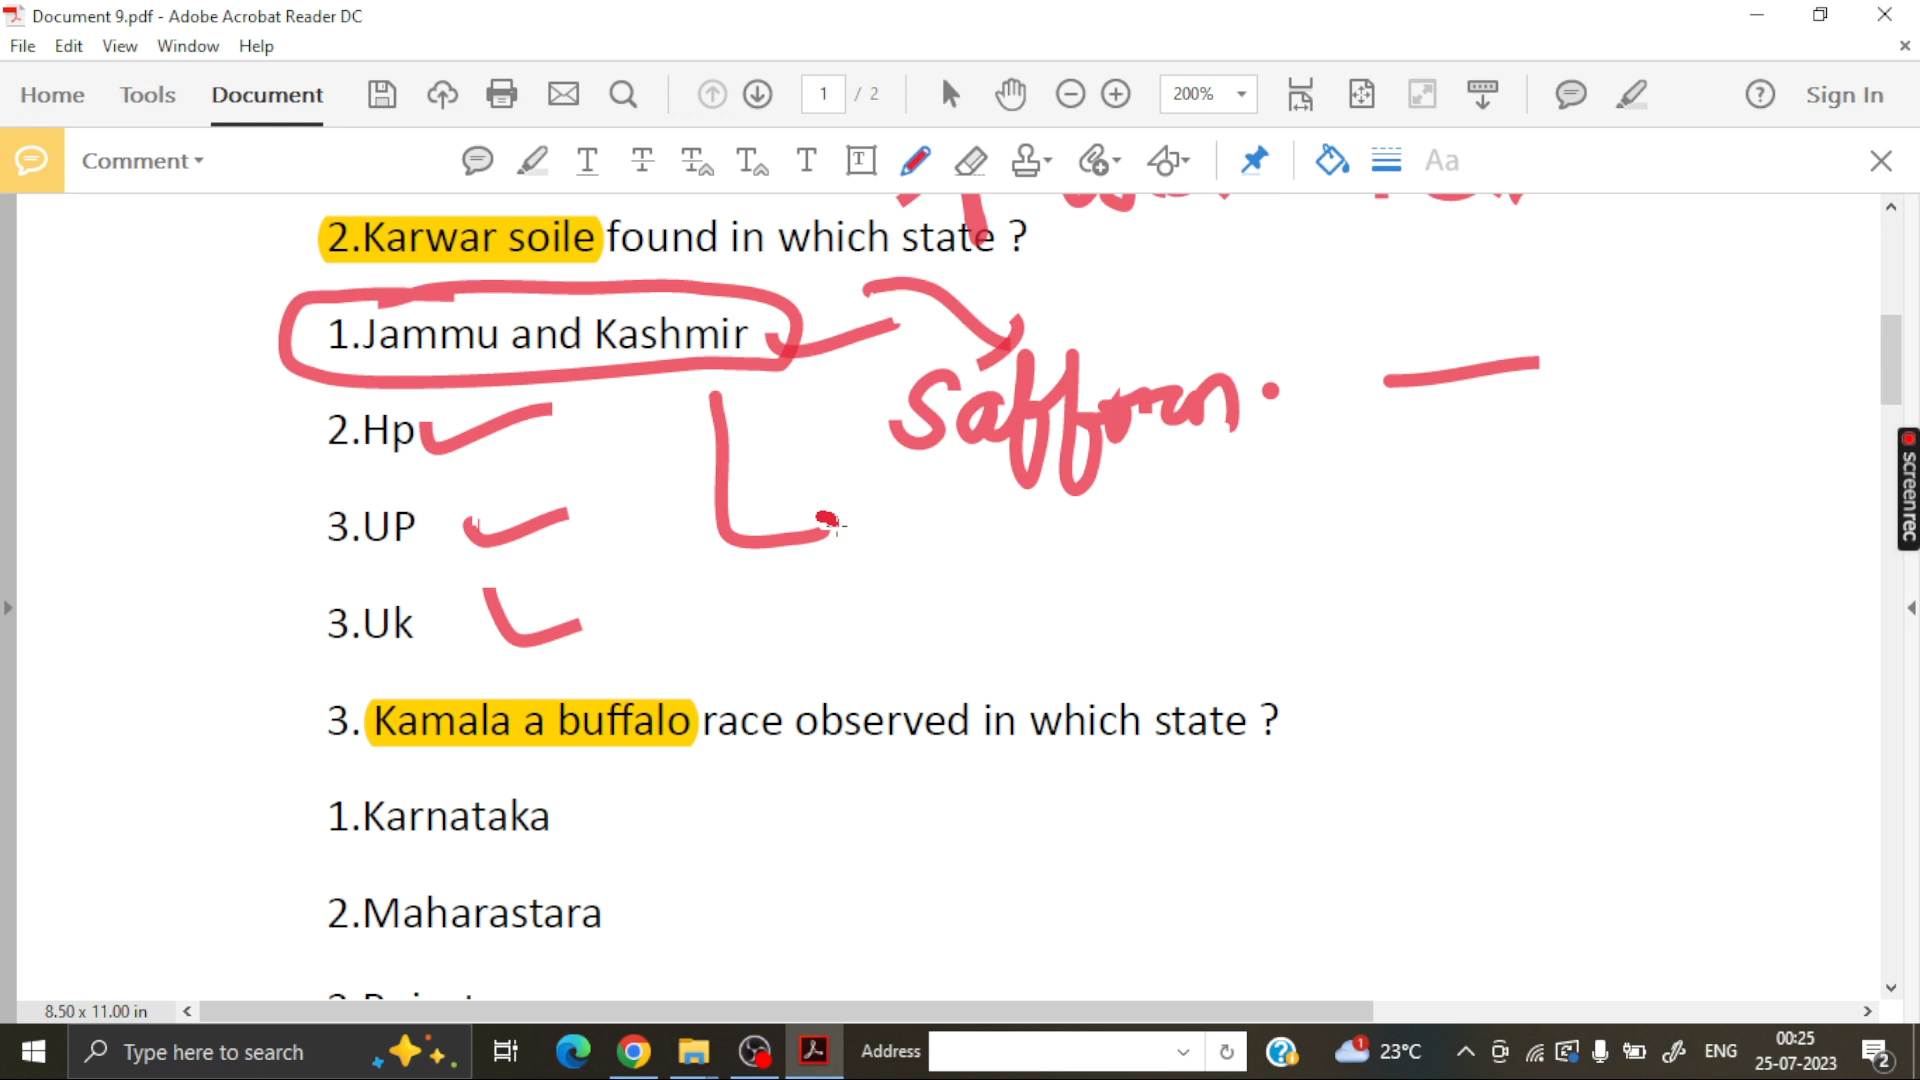 Document 9.pdf - Adobe Acrobat Reader DC
File Edit View Window Help
Home Tools Document 1 / 2 200% Sign In
Comment Aa
2.Karwar soile found in which state ?
1.Jammu and Kashmir
Saffron.
2.Hp
3.UP
3.Uk
3. Kamala a buffalo race observed in which state ?
1.Karnataka
2.Maharastara
8.50 x 11.00 in
screenrec
Type here to search Address 23°C ENG 00:25
25-07-2023 2